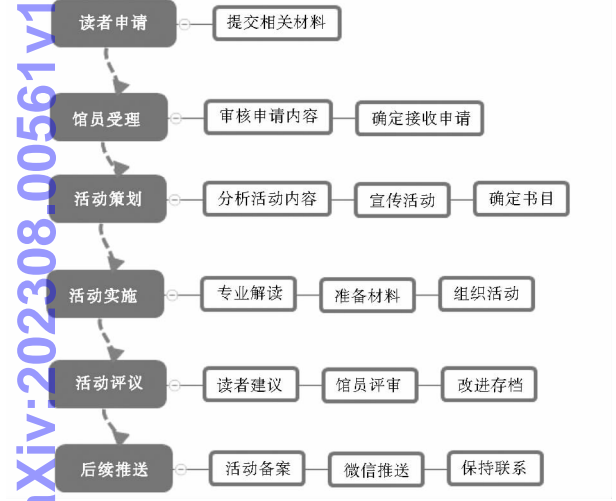 读者申请 提交相关材料
馆员受理 审核申请内容 确定接收申请
活动策划 分析活动内容 宣传活动 确定书目
活动实施 专业解读 准备材料 组织活动
活动评议 读者建议 馆员评审 改进存档
后续推送 活动备案 微信推送 保持联系
Xiv:202308.00561v1